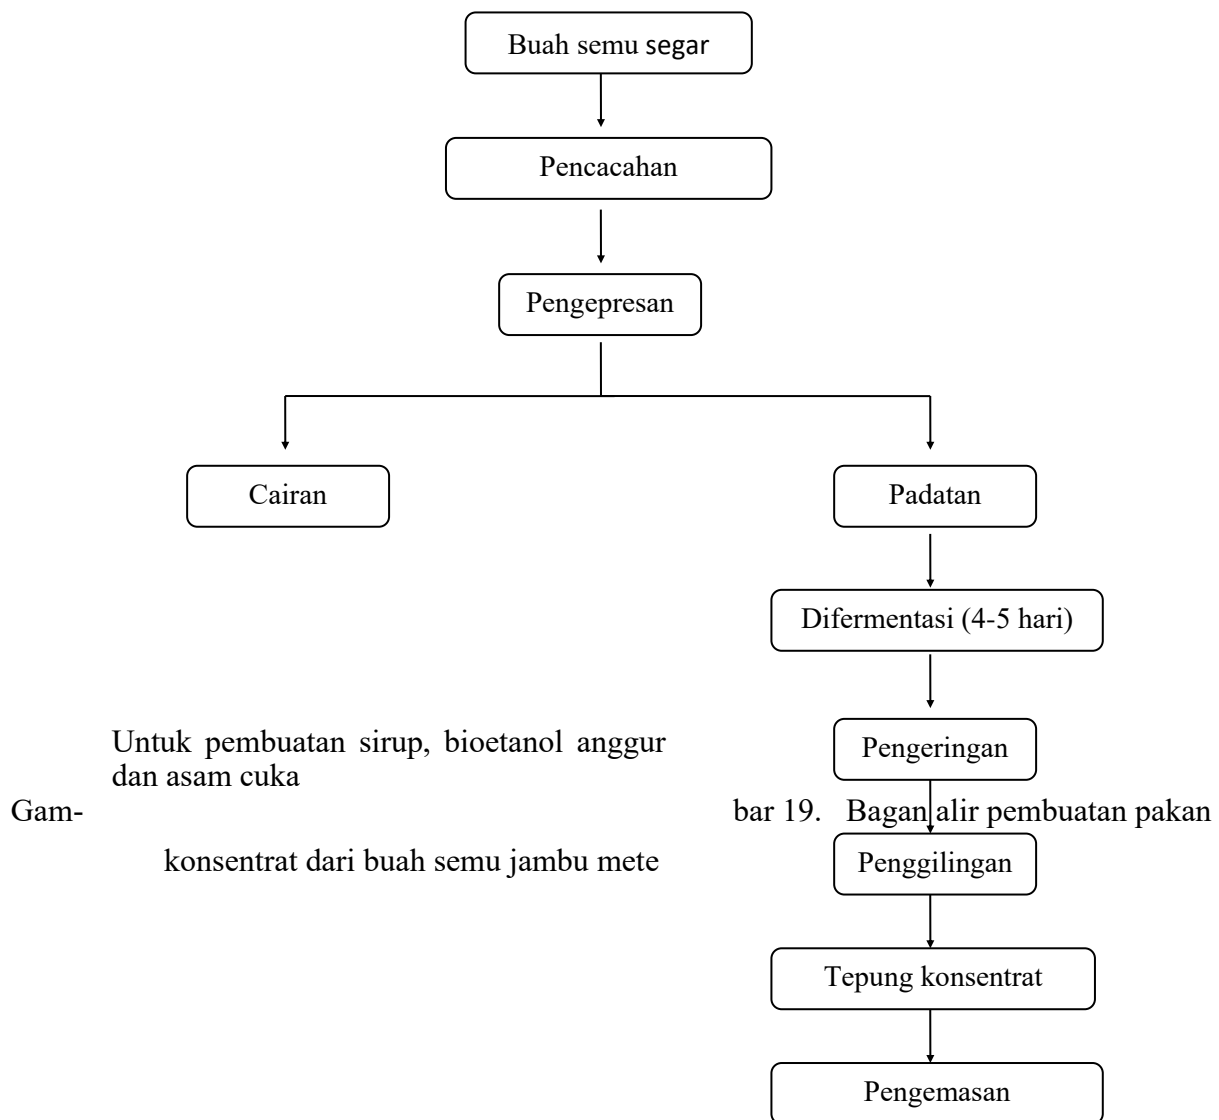 Buah semu segar
Pencacahan
Pengepresan
Cairan
Padatan
Difermentasi (4-5 hari)
Untuk pembuatan sirup, bioetanol anggur
dan asam cuka
Pengeringan
Gam- bar 19. Bagan alir pembuatan pakan
konsentrat dari buah semu jambu mete
Penggilingan
Tepung konsentrat
Pengemasan